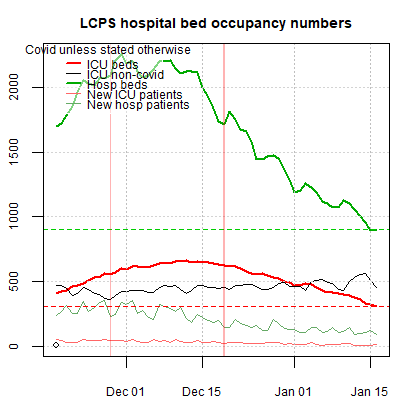 LCPS hospital bed occupancy numbers
Covid unless stated otherwise
ICU beds
ICU non-covid
Hosp beds
New ICU patients
New hosp patients
2000
1500
1000
500
0
Dec 01 Dec 15 Jan 01 Jan 15